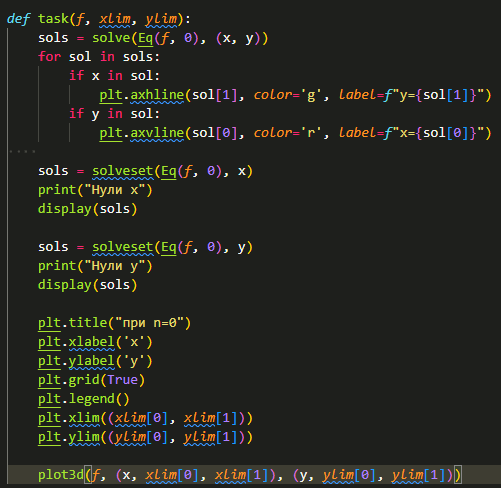 def task(f, xlim, ylim):
    sols = solve(Eq(f, 0), (x, y))
    for sol in sols:
        if x in sol:
            plt.axhline(sol[1], color='g', label=f"y={sol[1]}")
        if y in sol:
            plt.axvline(sol[0], color='r', label=f"x={sol[0]}")

    sols = solveset(Eq(f, 0), x)
    print("Нули x")
    display(sols)

    sols = solveset(Eq(f, 0), y)
    print("Нули y")
    display(sols)

    plt.title("при n=0")
    plt.xlabel('x')
    plt.ylabel('y')
    plt.grid(True)
    plt.legend()
    plt.xlim((xlim[0], xlim[1]))
    plt.ylim((ylim[0], ylim[1]))

    plot3d(f, (x, xlim[0], xlim[1]), (y, ylim[0], ylim[1]))